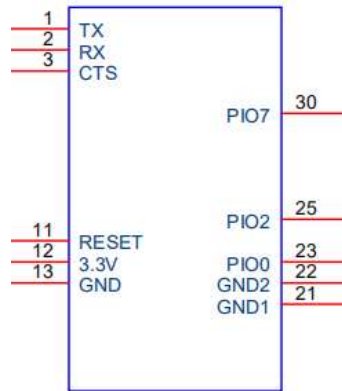 1 TX
2 RX
3 CTS
PIO7 30
PIO2 25
11 RESET
12 3.3V PIO0 23
13 GND GND2 22
GND1 21